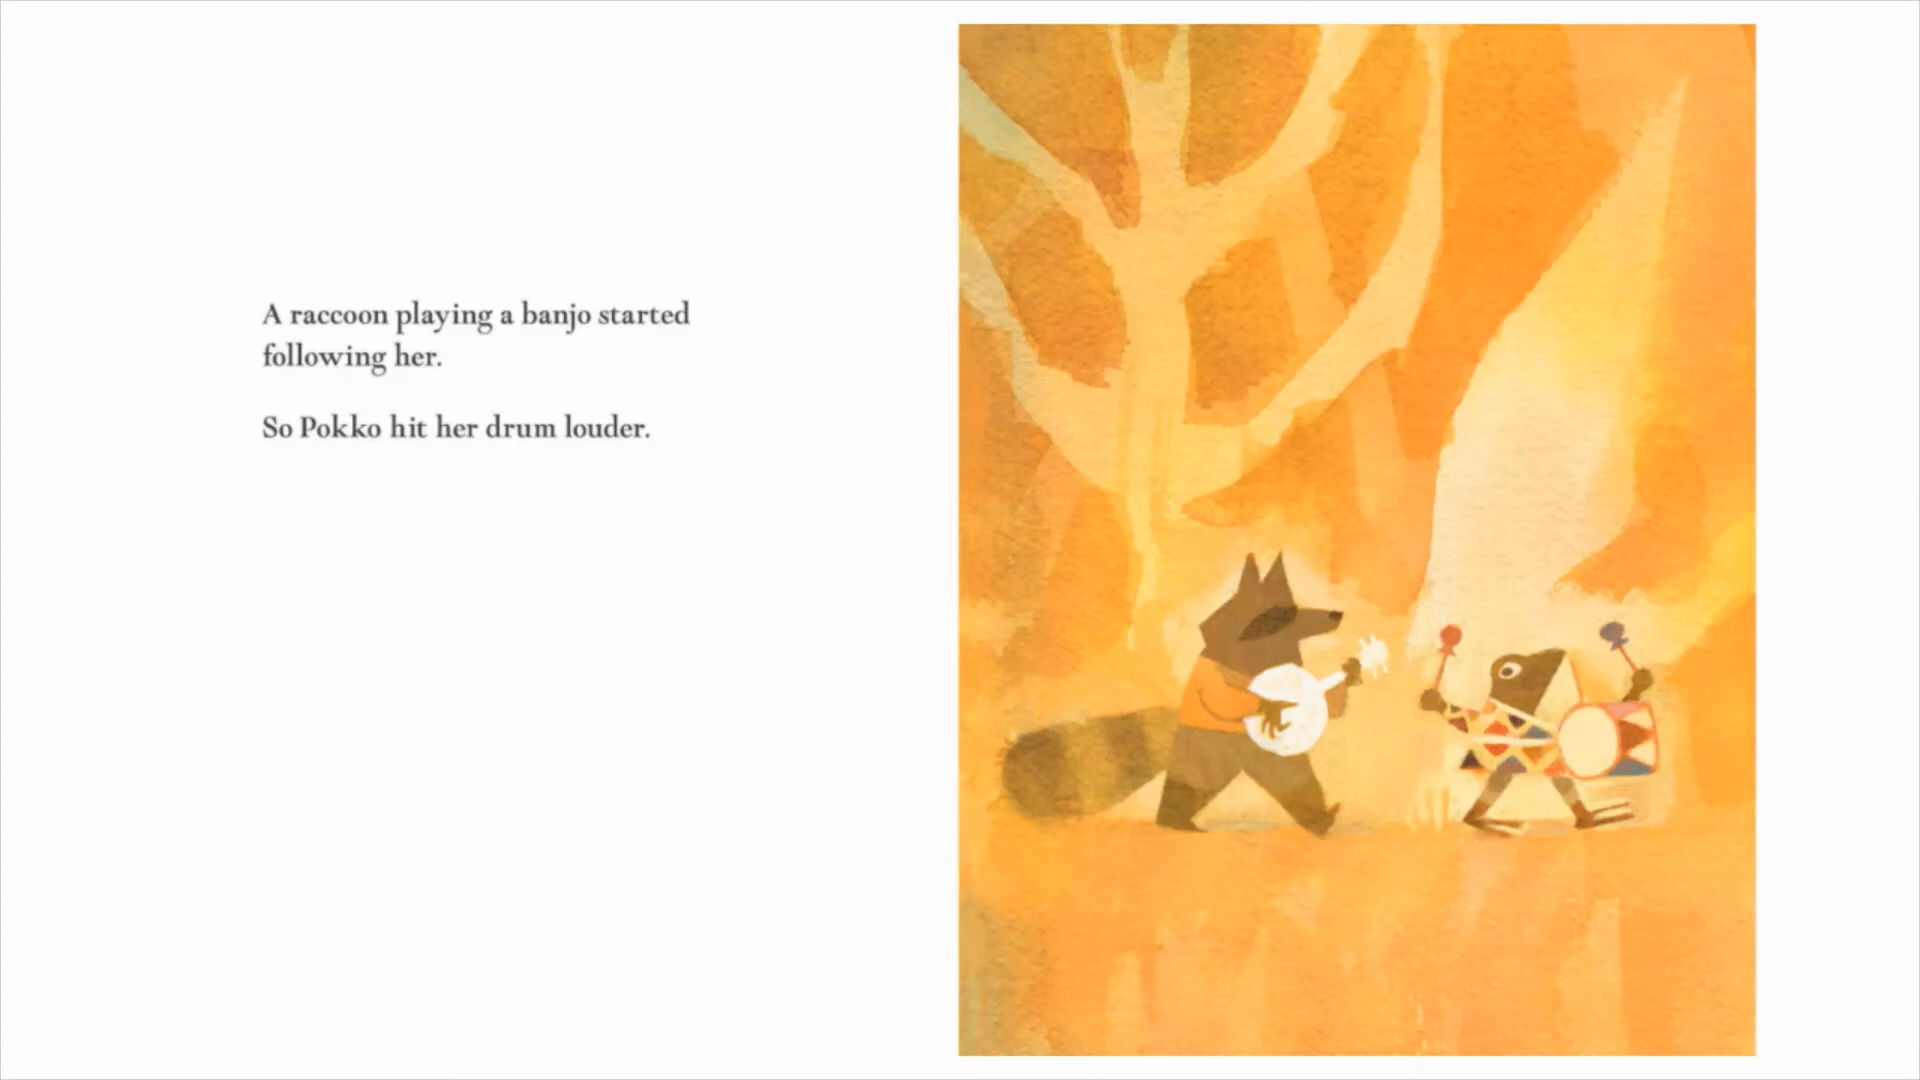 A raccoon playing a banjo started
following her.
So Pokko hit her drum louder.